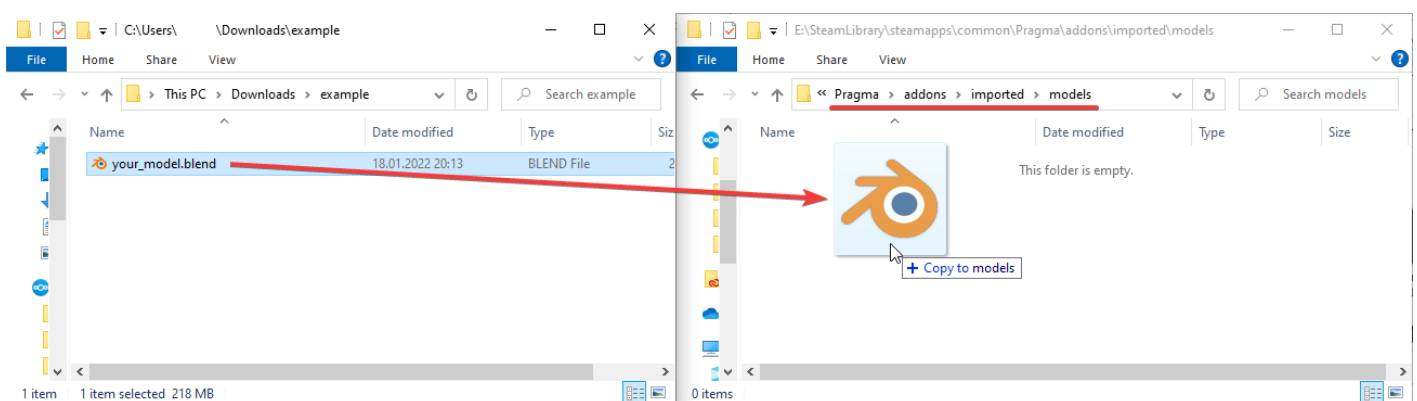 C:\Users\ \Downloads\example
File Home Share View
This PC > Downloads > example
Search example
Name Date modified Type Siz
your_model.blend 18.01.2022 20:13 BLEND File 2
1 item 1 item selected 218 MB
E:\SteamLibrary\steamapps\common\Pragma\addons\imported\models
File Home Share View
« Pragma > addons > imported > models
Search models
Name Date modified Type Size
This folder is empty.
+ Copy to models
0 items